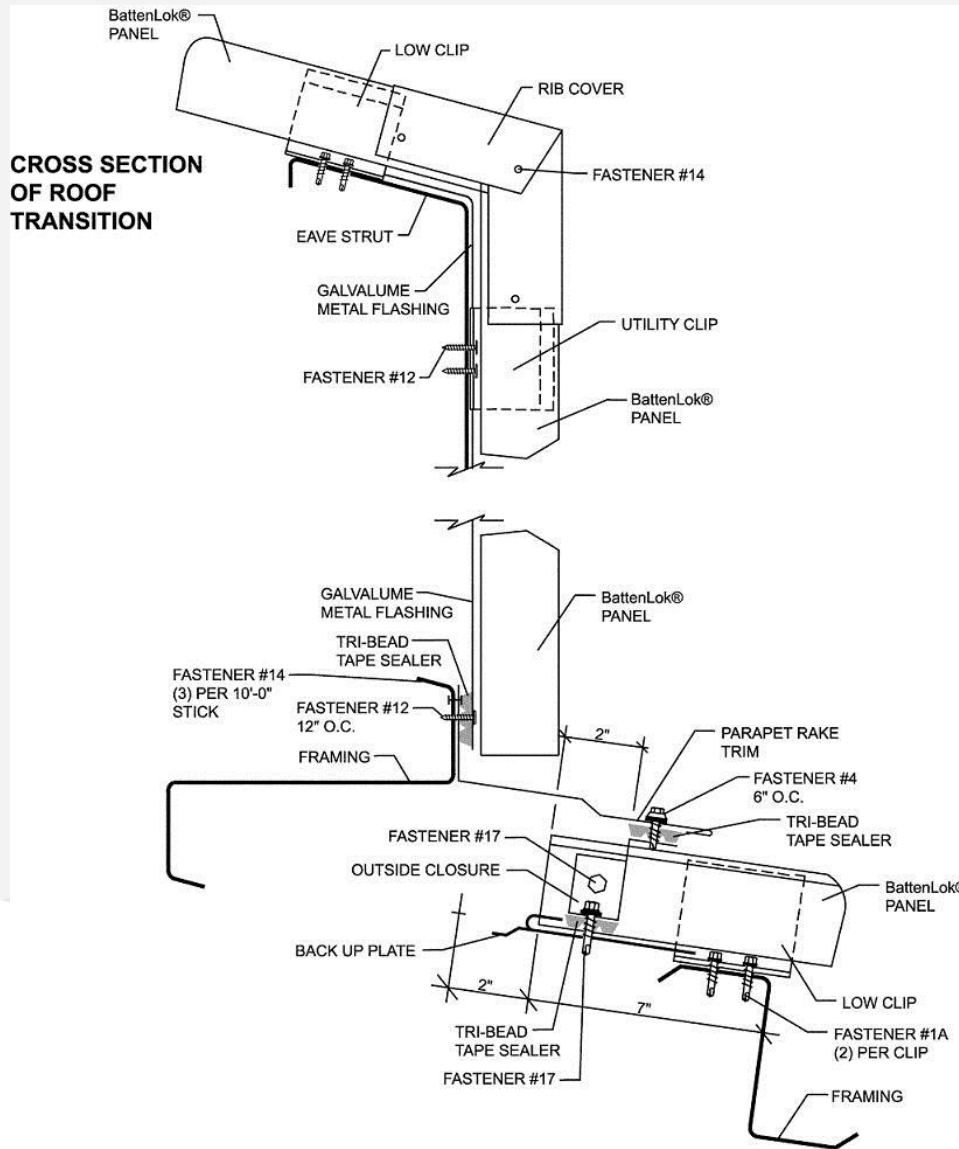 BattenLok®
PANEL
LOW CLIP
RIB COVER
CROSS SECTION
OF ROOF
TRANSITION
FASTENER #14
EAVE STRUT
GALVALUME
METAL FLASHING
UTILITY CLIP
FASTENER #12
BattenLok®
PANEL
GALVALUME
METAL FLASHING
BattenLok®
PANEL
TRI-BEAD
TAPE SEALER
FASTENER #14
(3) PER 10'-0"
STICK
FASTENER #12
12" O.C.
FRAMING
2"
PARAPET RAKE
TRIM
FASTENER #4
6" O.C.
TRI-BEAD
TAPE SEALER
FASTENER #17
OUTSIDE CLOSURE
BattenLok®
PANEL
BACK UP PLATE
2"
7"
LOW CLIP
TRI-BEAD
TAPE SEALER
FASTENER #1A
(2) PER CLIP
FASTENER #17
FRAMING